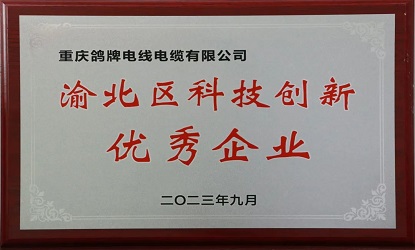 重庆鸽牌电线电缆有限公司
渝北区科技创新
优秀企业
二〇二三年九月